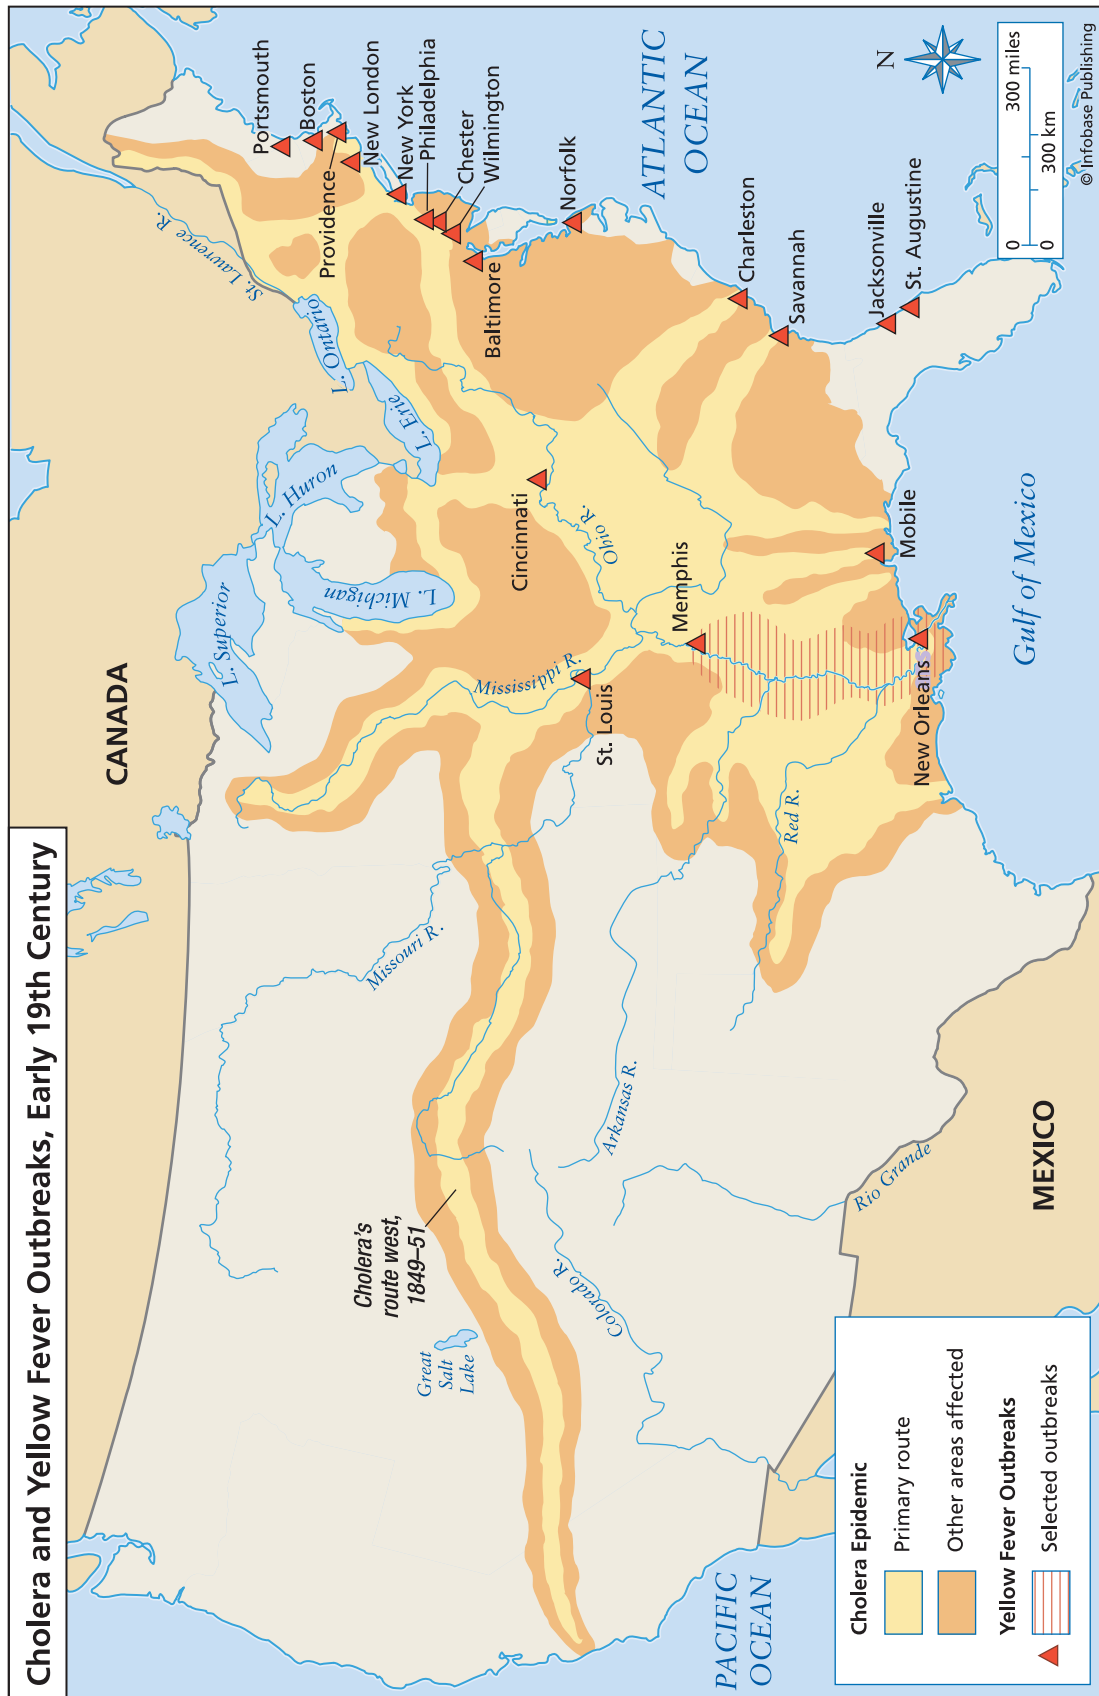 Cholera and Yellow Fever Outbreaks, Early 19th Century
CANADA
L. Superior
L. Huron
L. Michigan
L. Ontario
L. Erie
St. Lawrence R.
Portsmouth
Boston
Providence
New London
New York
Philadelphia
Chester
Wilmington
Baltimore
Norfolk
ATLANTIC
OCEAN
Charleston
Savannah
Jacksonville
St. Augustine
Cincinnati
Ohio R.
Memphis
Mississippi R.
St. Louis
Mobile
New Orleans
Gulf of Mexico
Red R.
Missouri R.
Arkansas R.
Rio Grande
Colorado R.
Cholera's
route west,
1849–51
Great
Salt
Lake
MEXICO
PACIFIC
OCEAN
Cholera Epidemic
Primary route
Other areas affected
Yellow Fever Outbreaks
Selected outbreaks
N
0 300 miles
0 300 km
© Infobase Publishing